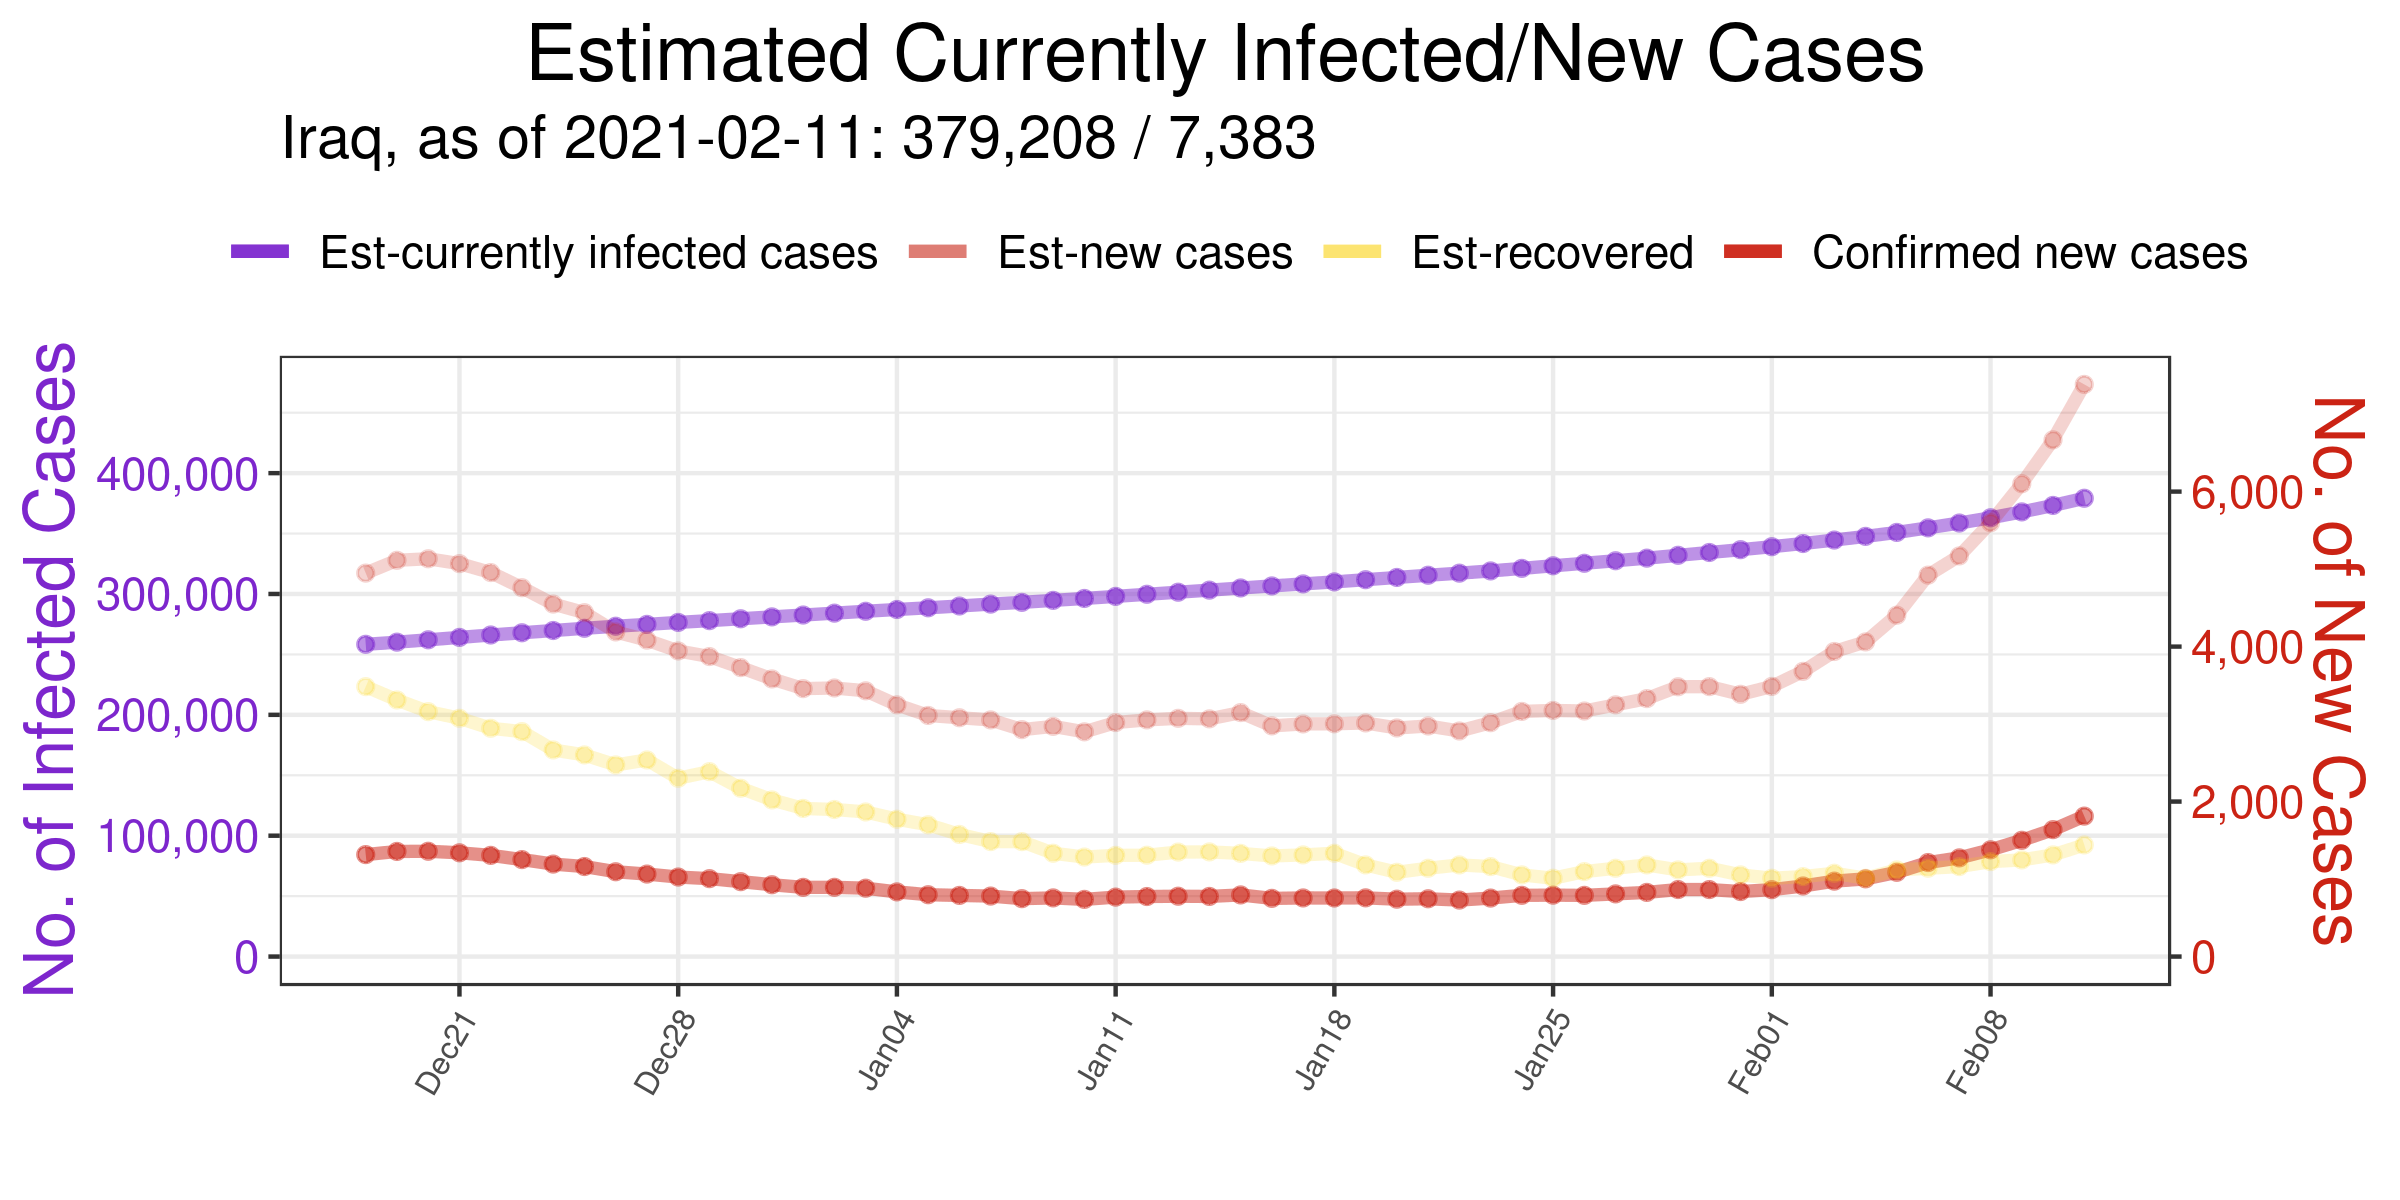 Estimated Currently Infected/New Cases
Iraq, as of 2021-02-11: 379,208 / 7,383
Est-currently infected cases Est-new cases Est-recovered Confirmed new cases
No. of Infected Cases
400,000
300,000
200,000
100,000
0
6,000
4,000
2,000
0
No. of New Cases
Dec21 Dec28 Jan04 Jan11 Jan18 Jan25 Feb01 Feb08